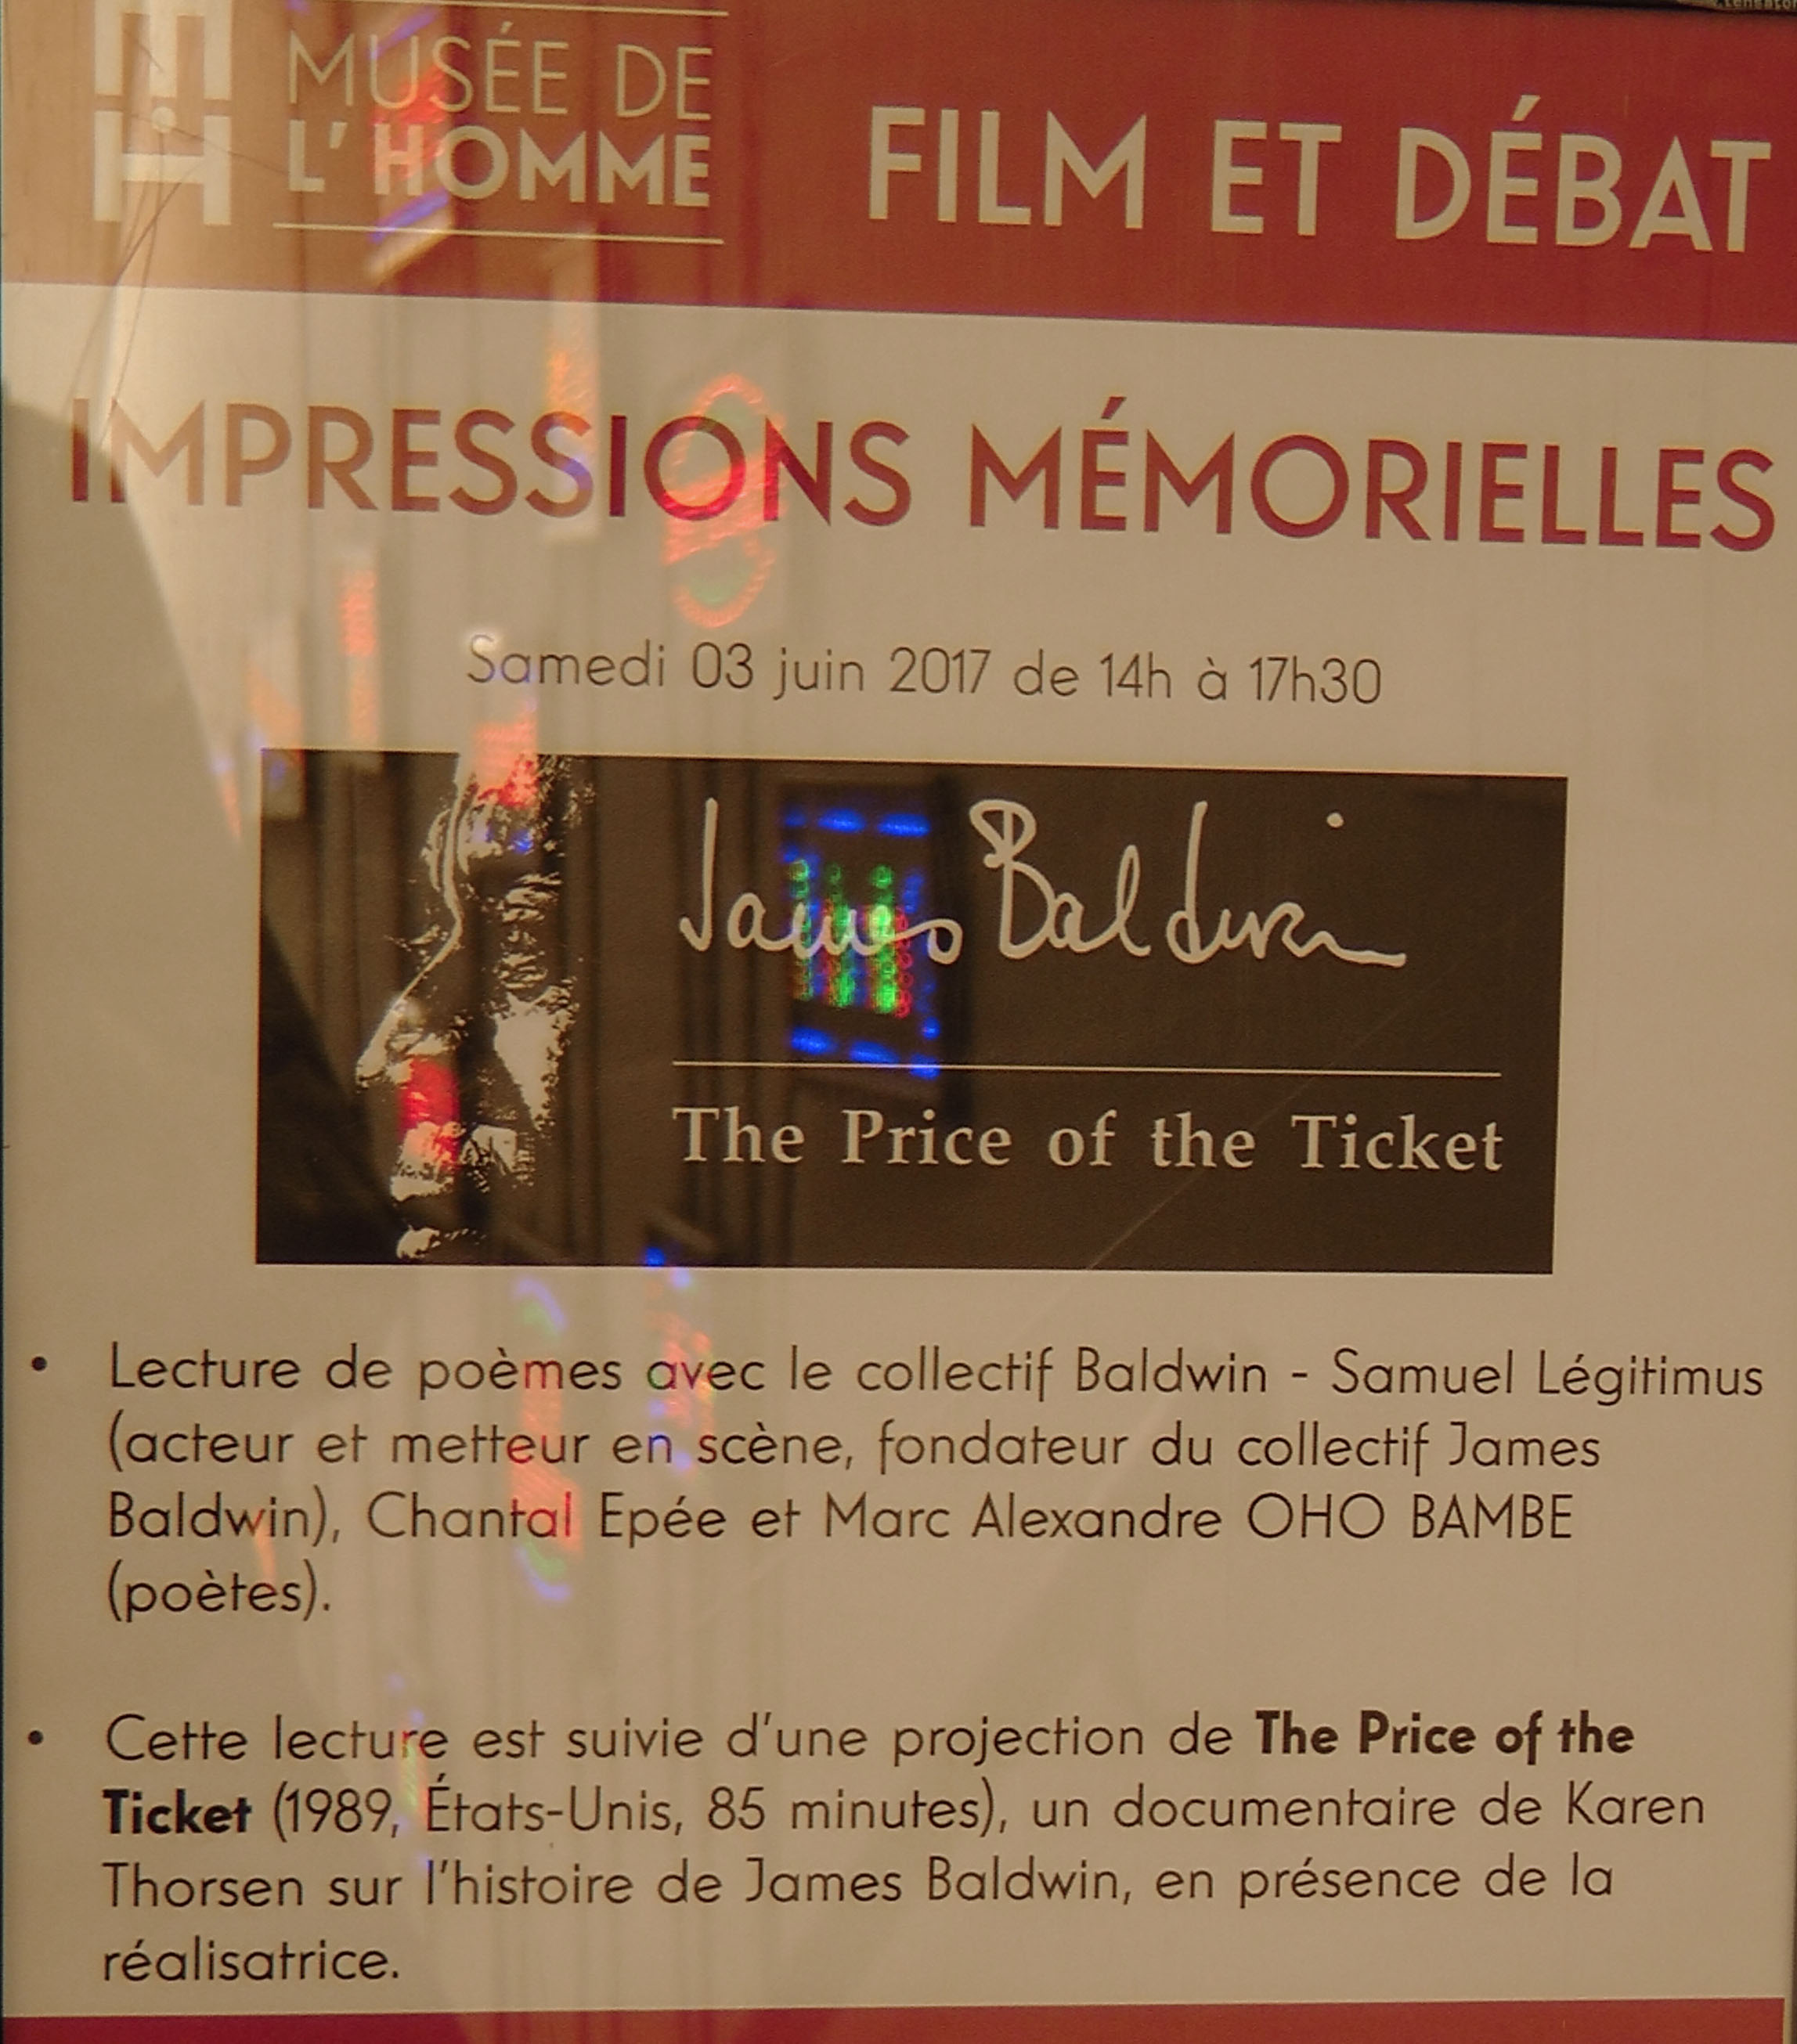 MUSÉE DE
L'HOMME
FILM ET DÉBAT
IMPRESSIONS MÉMORIELLES
Samedi 03 juin 2017 de 14h à 17h30
James Baldwin
The Price of the Ticket
• Lecture de poèmes avec le collectif Baldwin - Samuel Légitimus
(acteur et metteur en scène, fondateur du collectif James
Baldwin), Chantal Epée et Marc Alexandre OHO BAMBE
(poètes).
• Cette lecture est suivie d'une projection de The Price of the
Ticket (1989, États-Unis, 85 minutes), un documentaire de Karen
Thorsen sur l'histoire de James Baldwin, en présence de la
réalisatrice.